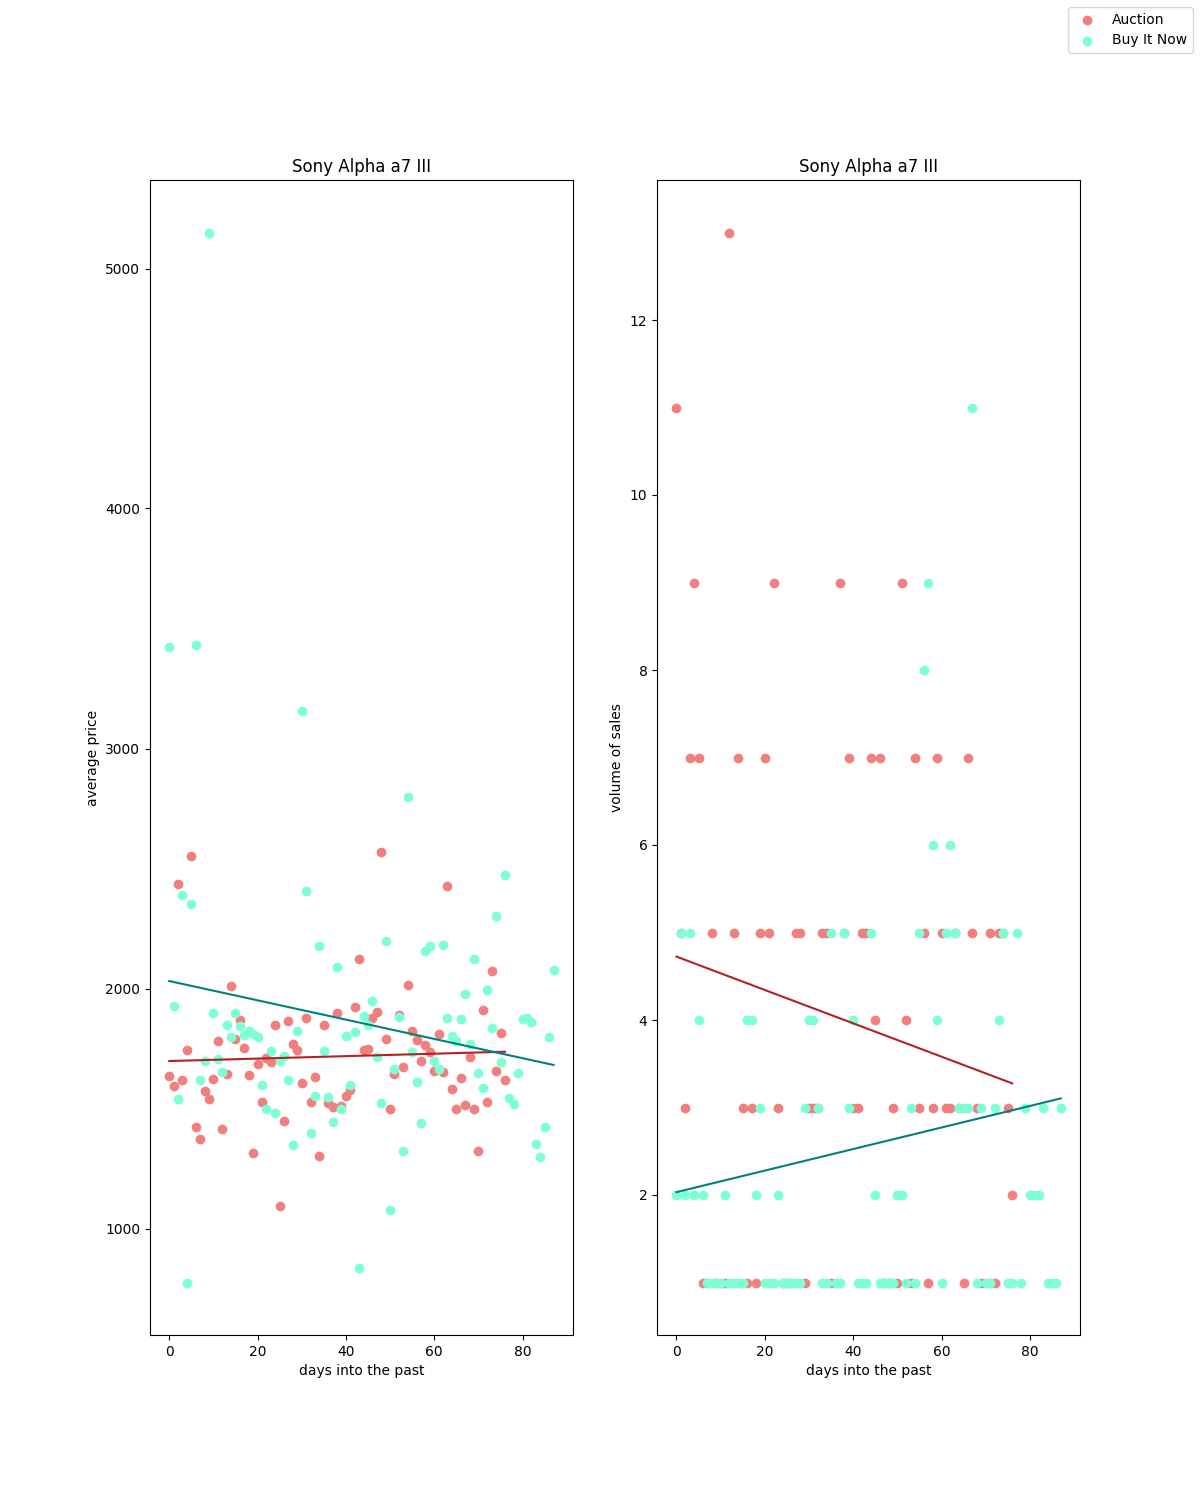 Auction
Buy It Now
Sony Alpha a7 III
average price
5000
4000
3000
2000
1000
0 20 40 60 80
days into the past
Sony Alpha a7 III
volume of sales
12
10
8
6
4
2
0 20 40 60 80
days into the past